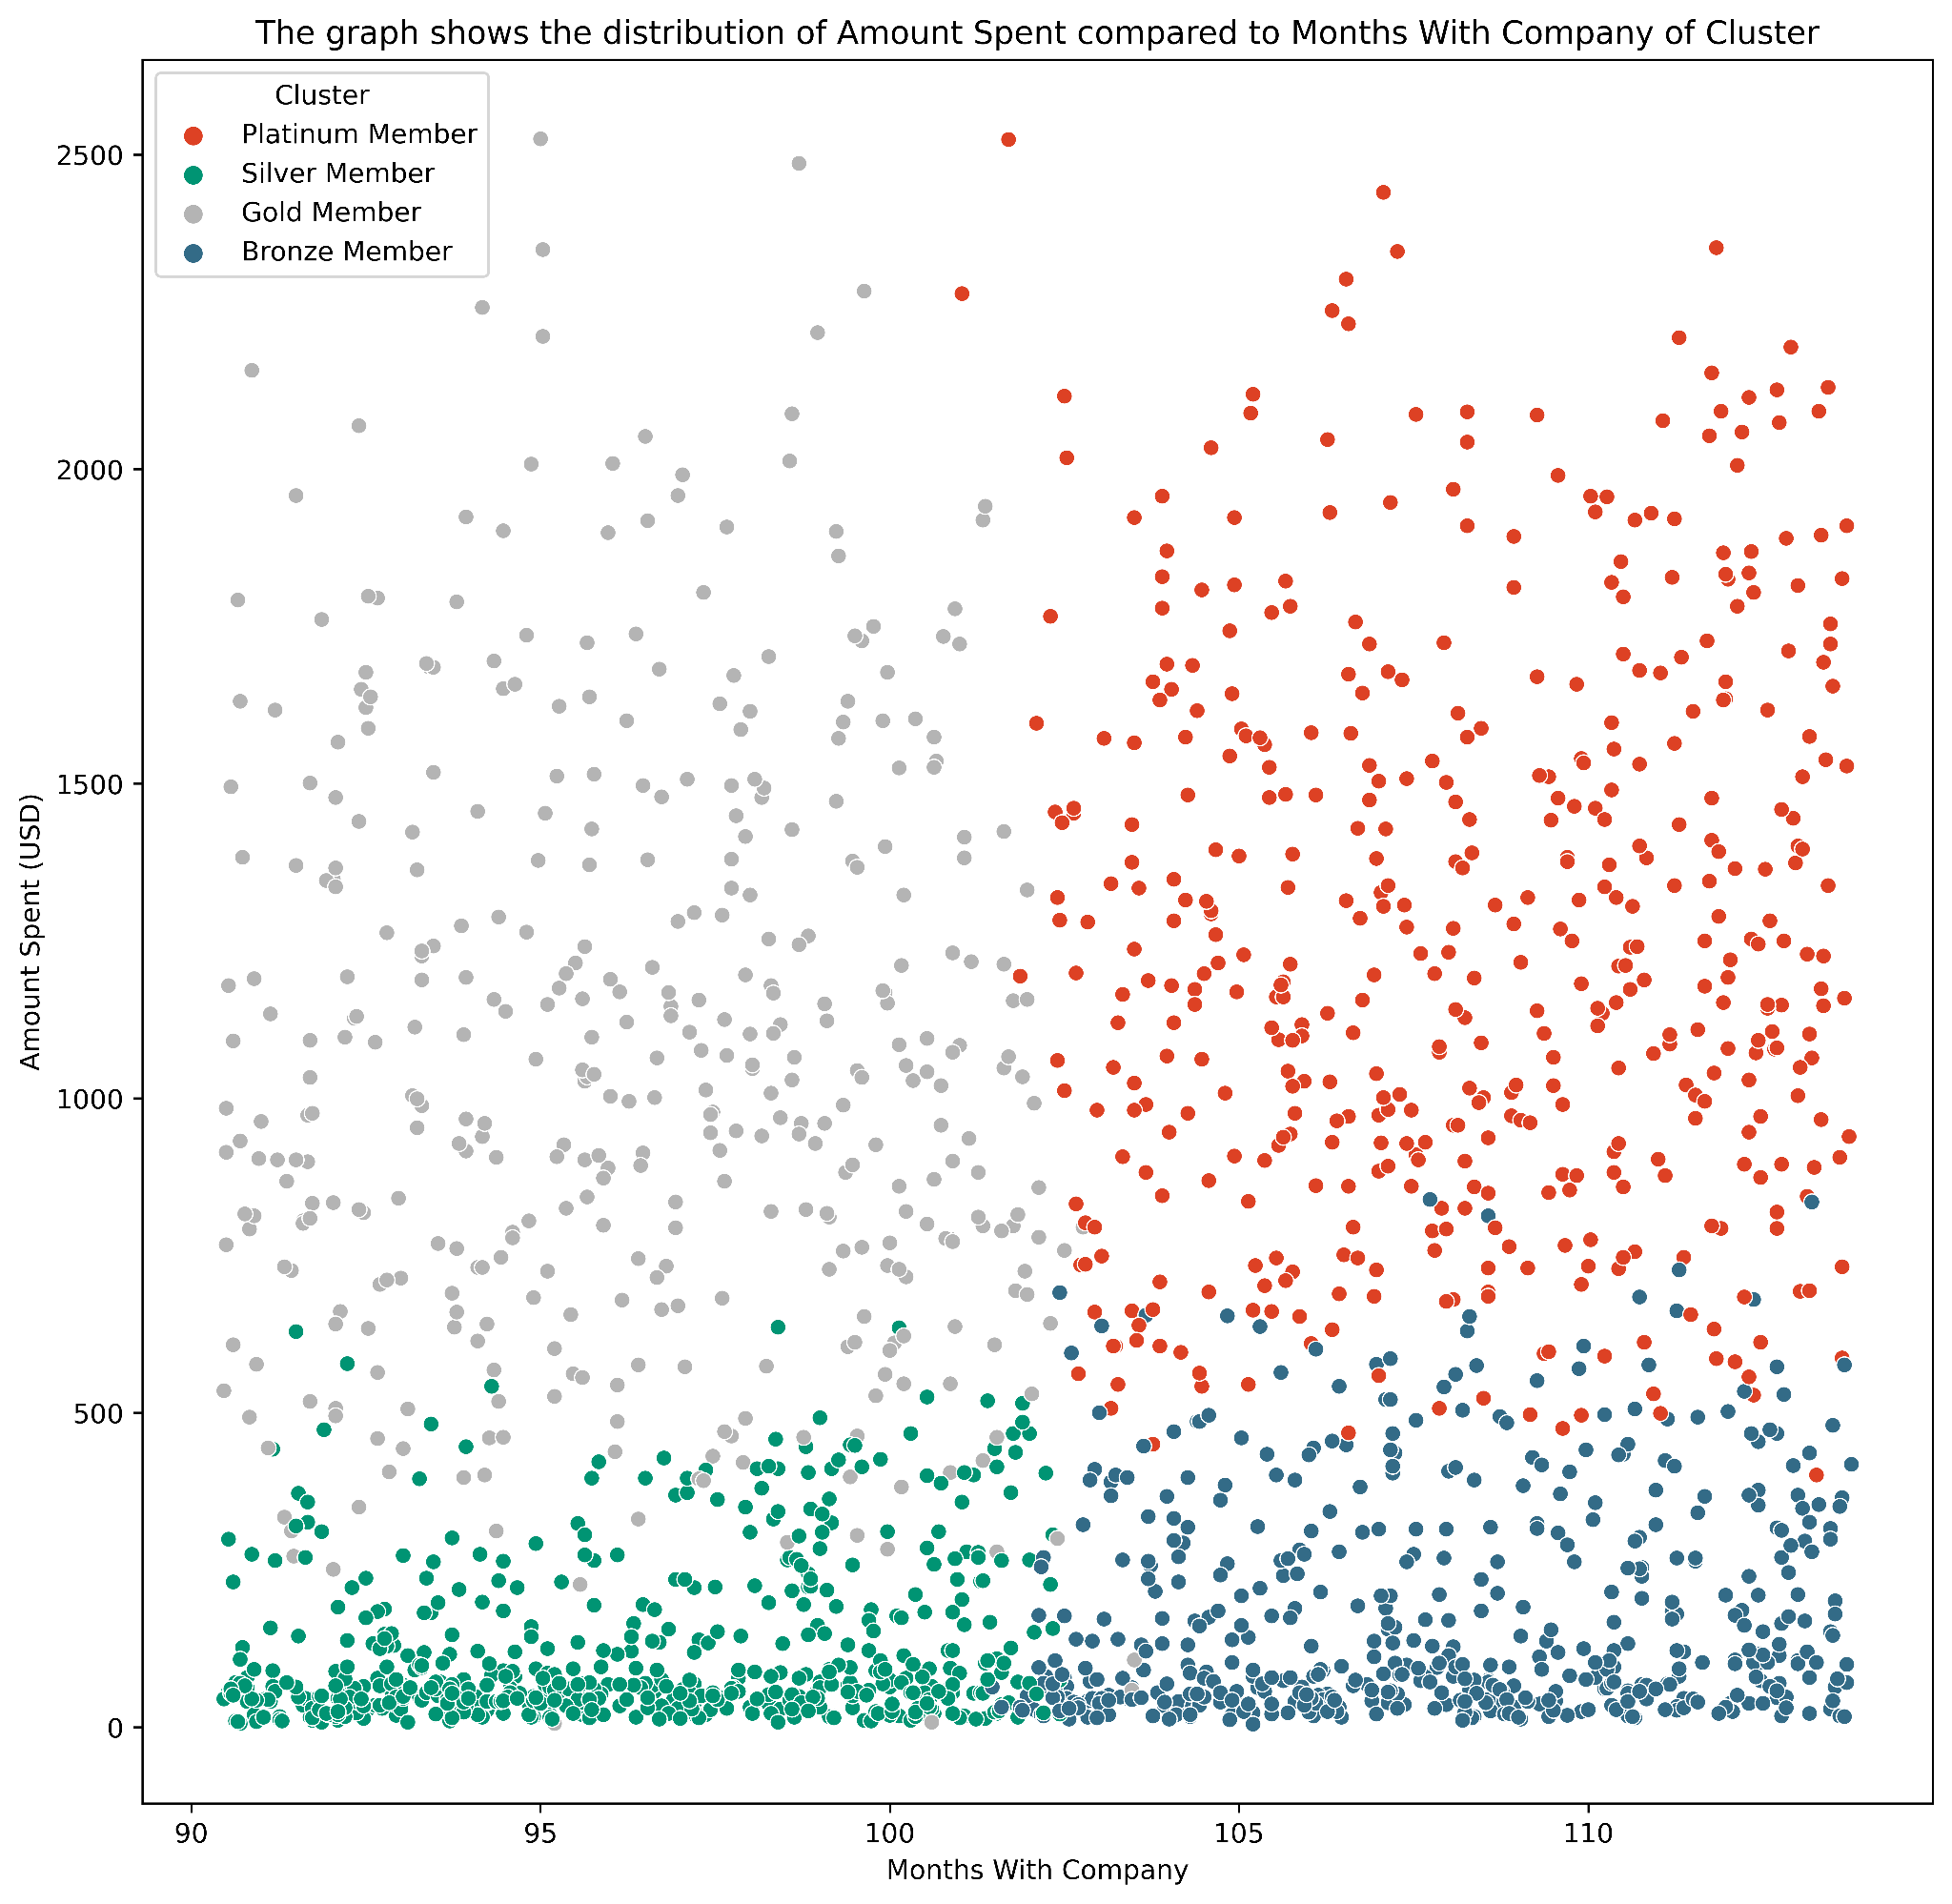 The graph shows the distribution of Amount Spent compared to Months With Company of Cluster
Cluster
Platinum Member
Silver Member
Gold Member
Bronze Member
2500
2000
1500
1000
500
0
Amount Spent (USD)
90
95
100
105
110
Months With Company